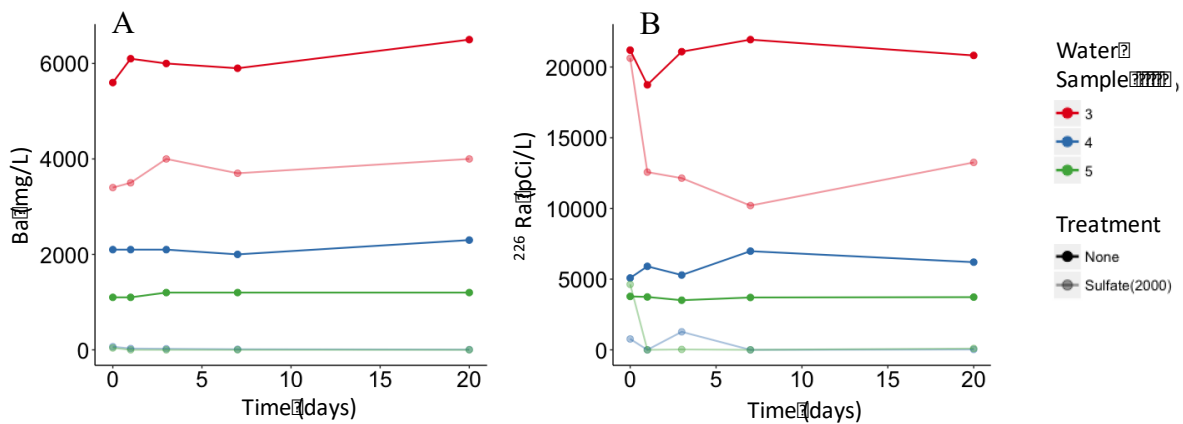 A
B
6000
4000
2000
0
Ba (mg/L)
0 5 10 15 20
Time (days)
20000
15000
10000
5000
0
226 Ra (pCi/L)
0 5 10 15 20
Time (days)
Water
Sample
3
4
5
Treatment
None
Sulfate(2000)